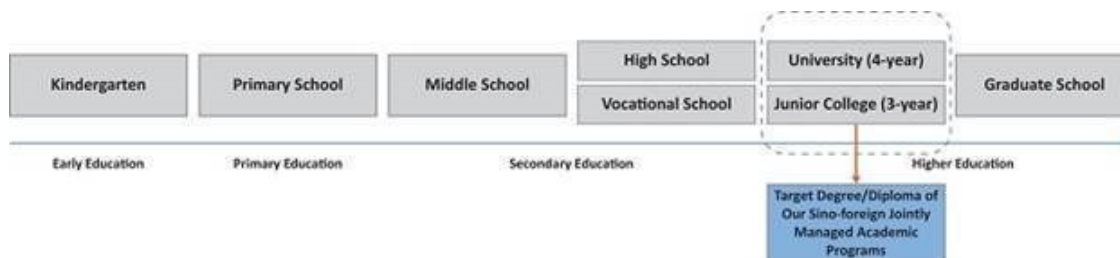 Kindergarten
Primary School
Middle School
High School
Vocational School
University (4-year)
Junior College (3-year)
Graduate School
Early Education
Primary Education
Secondary Education
Higher Education
Target Degree/Diploma of
Our Sino-foreign Jointly
Managed Academic
Programs